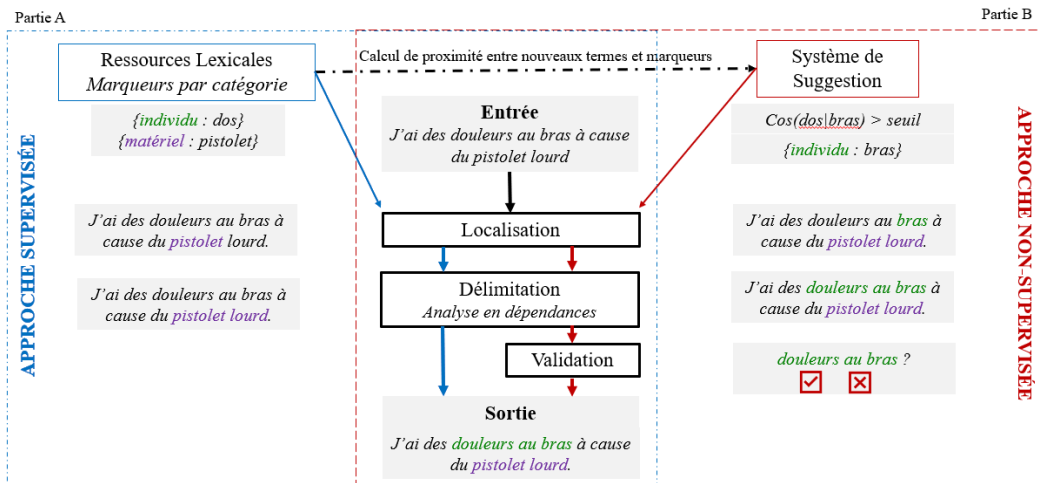 Partie A
Partie B
Ressources Lexicales
Marqueurs par catégorie
Calcul de proximité entre nouveaux termes et marqueurs
Système de
Suggestion
APPROCHE SUPERVISÉE
{individu : dos}
{matériel : pistolet}
Entrée
J'ai des douleurs au bras à cause
du pistolet lourd
Cos(dos|bras) > seuil
{individu : bras}
APPROCHE NON-SUPERVISÉE
J'ai des douleurs au bras à
cause du pistolet lourd.
Localisation
J'ai des douleurs au bras à
cause du pistolet lourd.
J'ai des douleurs au bras à
cause du pistolet lourd.
Délimitation
Analyse en dépendances
J'ai des douleurs au bras à
cause du pistolet lourd.
Validation
douleurs au bras ?
Sortie
J'ai des douleurs au bras à cause
du pistolet lourd.